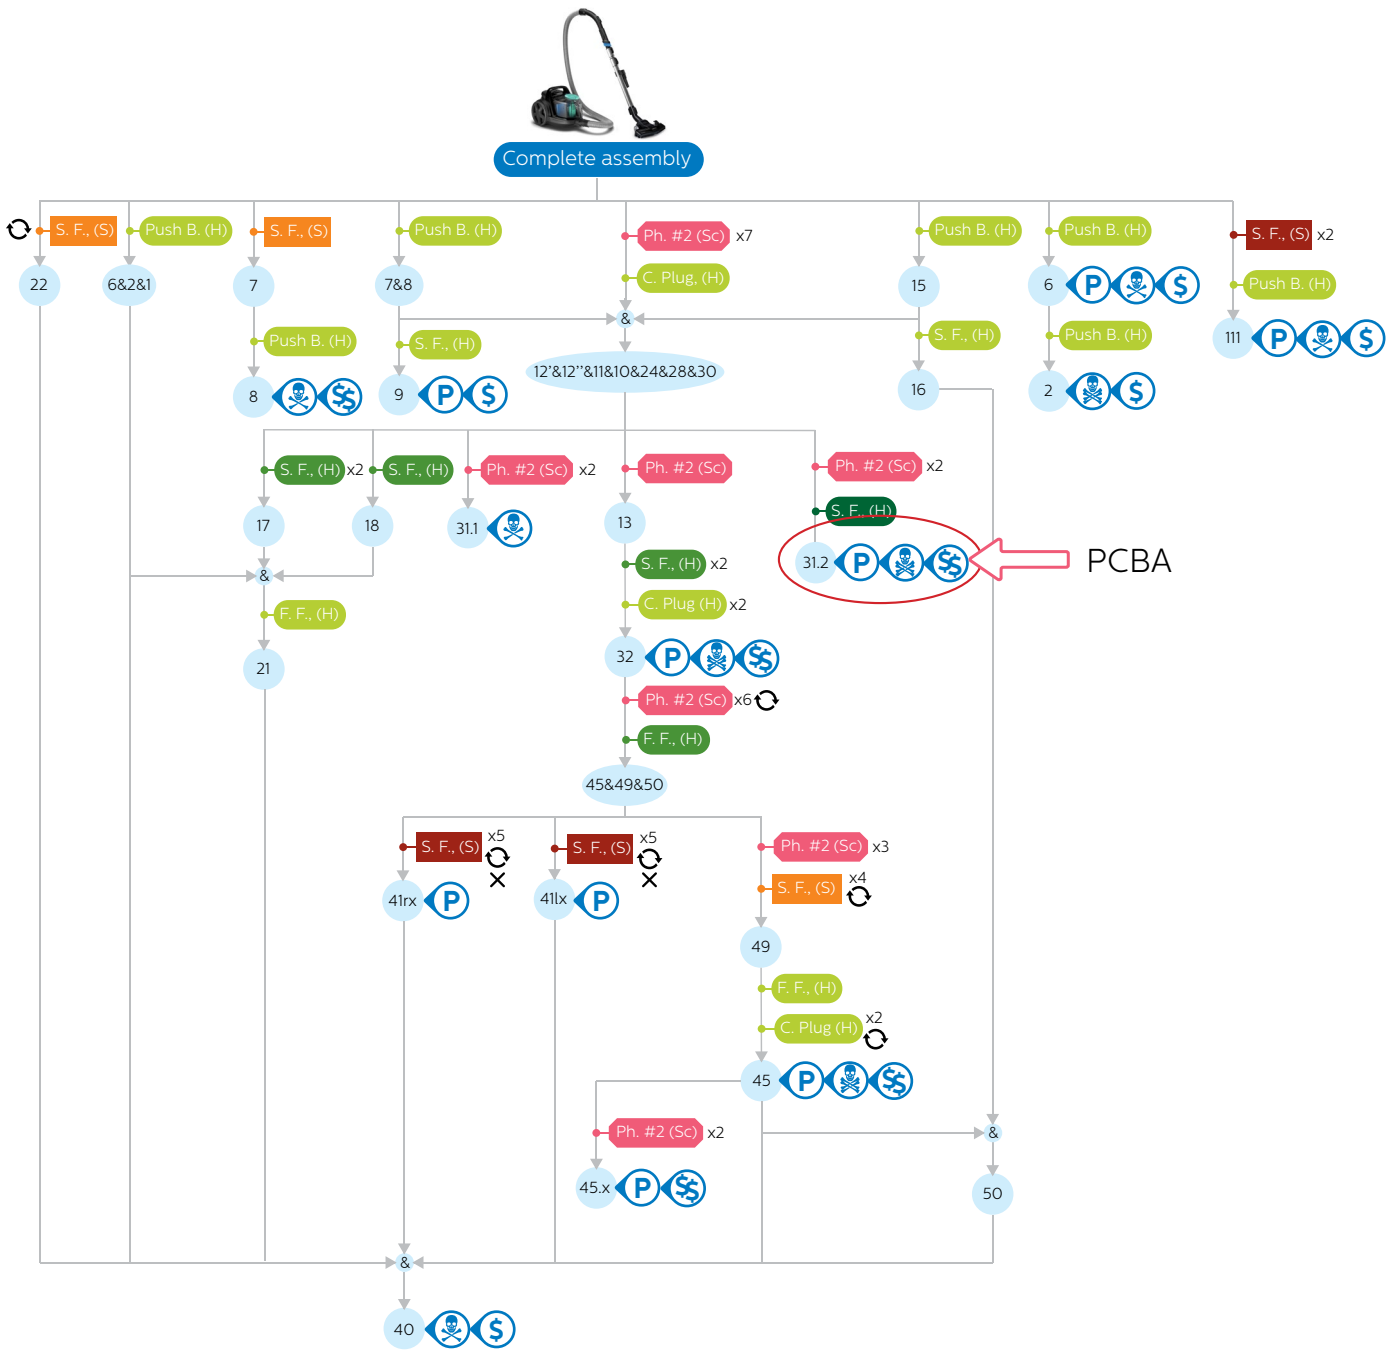 Complete assembly
S. F., (S)
Push B. (H)
S. F., (S)
Push B. (H)
Ph. #2 (Sc) x7
Push B. (H)
Push B. (H)
S. F., (S) x2
C. Plug, (H)
Push B. (H)
22
6&2&1
7
7&8
15
6 P $
&
Push B. (H)
S. F., (H)
S. F., (H)
Push B. (H)
111 P $
12'&12''&11&10&24&28&30
8 $$
9 P $
16
2 $
S. F., (H) x2
S. F., (H)
Ph. #2 (Sc) x2
Ph. #2 (Sc)
Ph. #2 (Sc) x2
S. F., (H)
17
18
31.1
13
31.2 P $$
PCBA
&
S. F., (H) x2
C. Plug (H) x2
F. F., (H)
21
32 P $$
Ph. #2 (Sc) x6
F. F., (H)
45&49&50
S. F., (S) x5
S. F., (S) x5
Ph. #2 (Sc) x3
S. F., (S) x4
41rx P
41lx P
49
F. F., (H)
C. Plug (H) x2
45 P $$
Ph. #2 (Sc) x2
&
45.x P $$
50
&
40 $